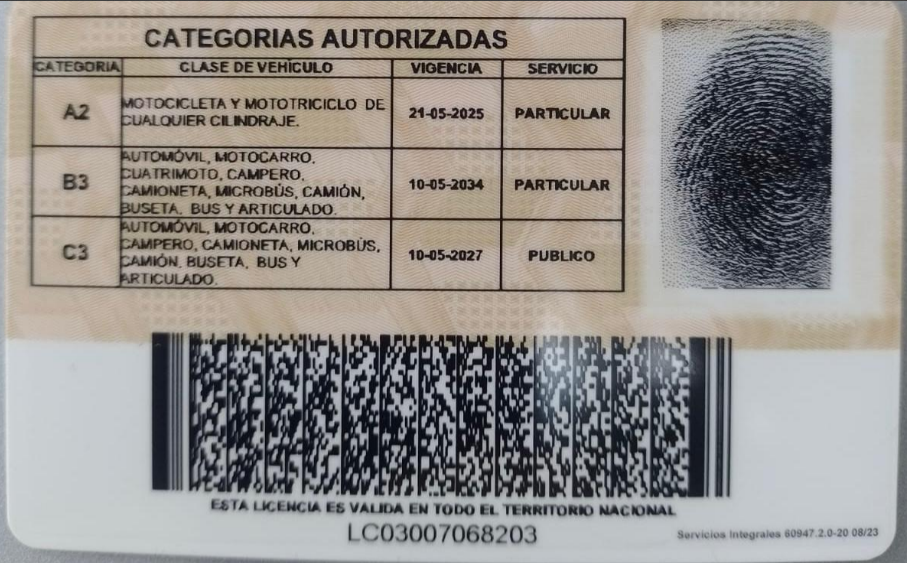 CATEGORIAS AUTORIZADAS
CATEGORIA CLASE DE VEHÍCULO VIGENCIA SERVICIO
A2 MOTOCICLETA Y MOTOTRICICLO DE CUALQUIER CILINDRAJE. 21-05-2025 PARTICULAR
B3 AUTOMÓVIL, MOTOCARRO, CUATRIMOTO, CAMPERO, CAMIONETA, MICROBÚS, CAMIÓN, BUSETA, BUS Y ARTICULADO. 10-05-2034 PARTICULAR
C3 AUTOMÓVIL, MOTOCARRO, CAMPERO, CAMIONETA, MICROBÚS, CAMIÓN, BUSETA, BUS Y ARTICULADO. 10-05-2027 PUBLICO
ESTA LICENCIA ES VALIDA EN TODO EL TERRITORIO NACIONAL
LC03007068203
Servicios Integrales 60947.2.0-20 08/23